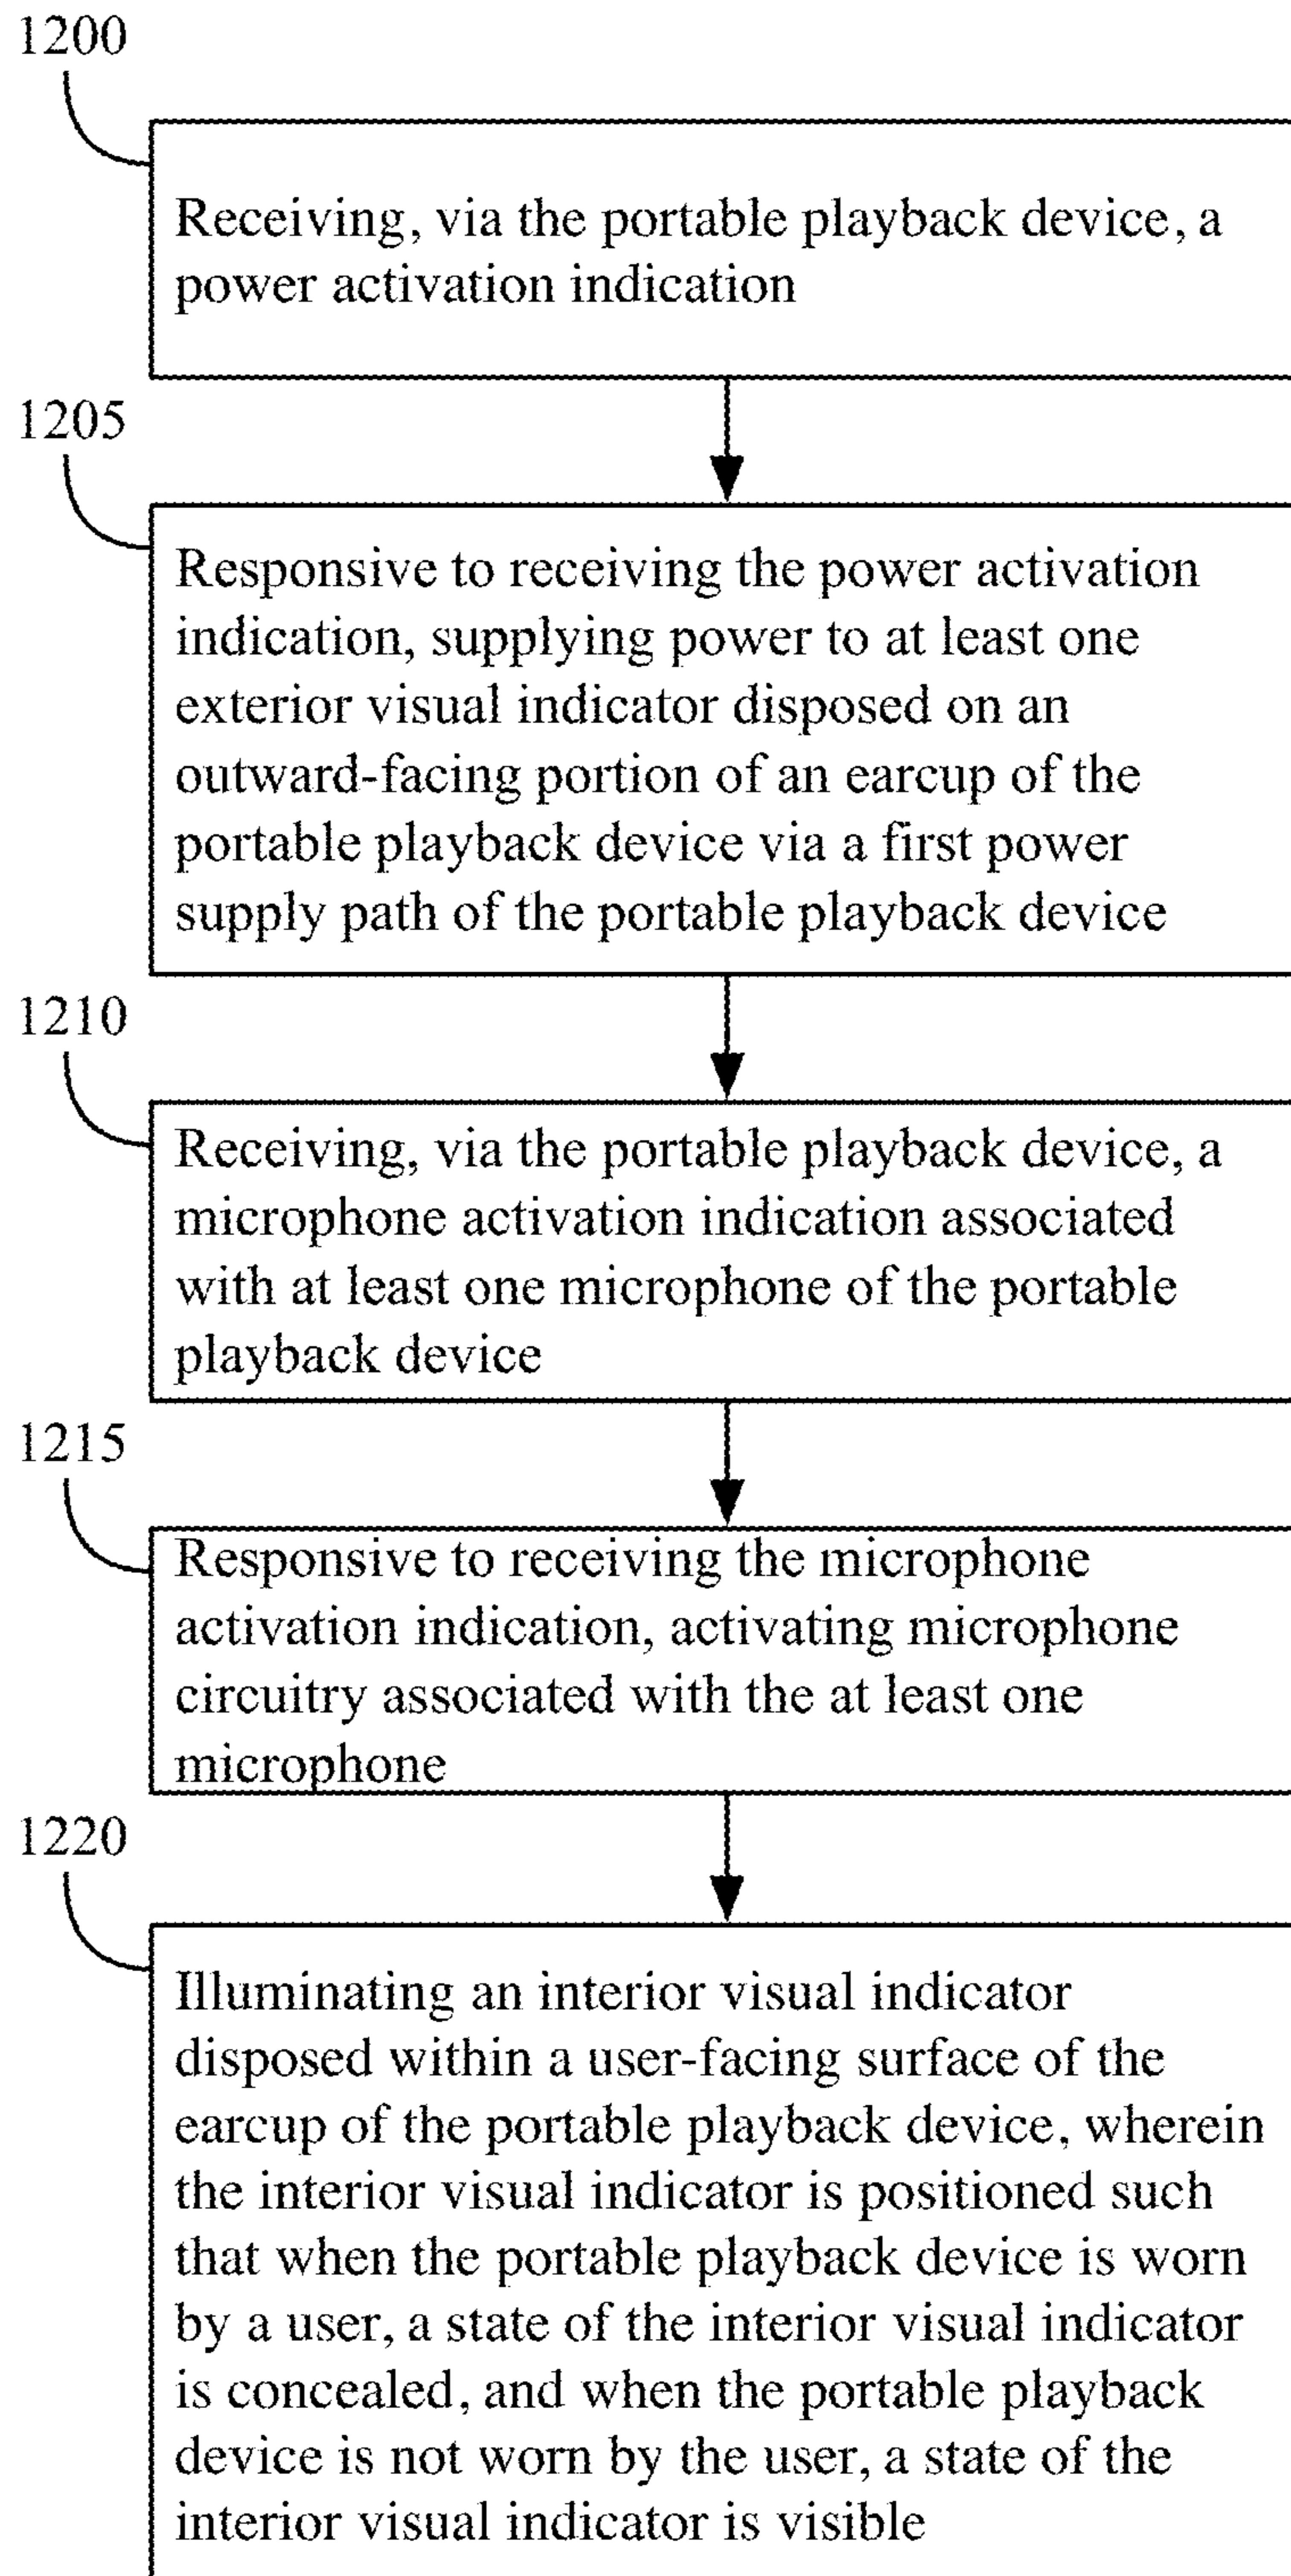 1200
Receiving, via the portable playback device, a
power activation indication
1205
Responsive to receiving the power activation
indication, supplying power to at least one
exterior visual indicator disposed on an
outward-facing portion of an earcup of the
portable playback device via a first power
supply path of the portable playback device
1210
Receiving, via the portable playback device, a
microphone activation indication associated
with at least one microphone of the portable
playback device
1215
Responsive to receiving the microphone
activation indication, activating microphone
circuitry associated with the at least one
microphone
1220
Illuminating an interior visual indicator
disposed within a user-facing surface of the
earcup of the portable playback device, wherein
the interior visual indicator is positioned such
that when the portable playback device is worn
by a user, a state of the interior visual indicator
is concealed, and when the portable playback
device is not worn by the user, a state of the
interior visual indicator is visible